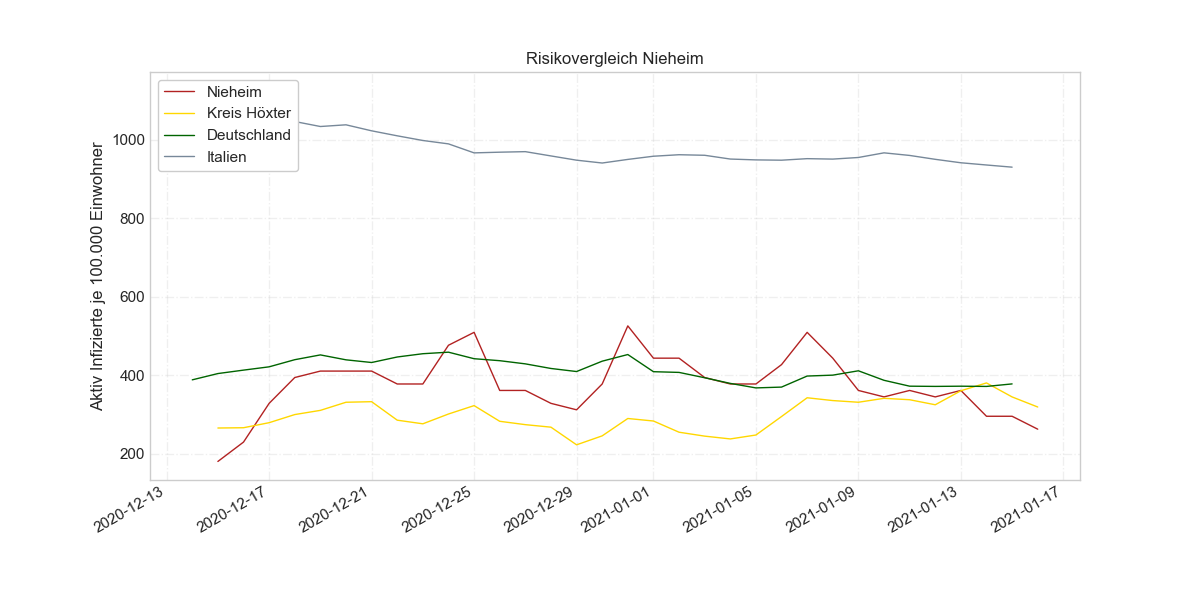 Risikovergleich Nieheim
Nieheim
Kreis Höxter
Deutschland
Italien
Aktiv Infizierte je 100.000 Einwohner
1000
800
600
400
200
2020-12-13
2020-12-17
2020-12-21
2020-12-25
2020-12-29
2021-01-01
2021-01-05
2021-01-09
2021-01-13
2021-01-17